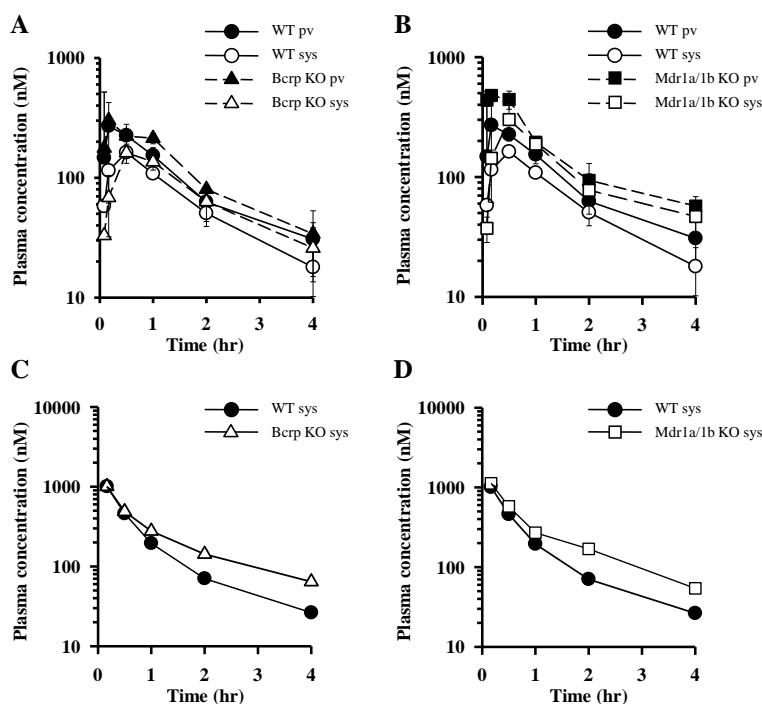 A
WT pv
WT sys
Bcrp KO pv
Bcrp KO sys
1000
100
10
Plasma concentration (nM)
0 1 2 3 4
Time (hr)
B
WT pv
WT sys
Mdr1a/1b KO pv
Mdr1a/1b KO sys
1000
100
10
Plasma concentration (nM)
0 1 2 3 4
Time (hr)
C
WT sys
Bcrp KO sys
10000
1000
100
10
Plasma concentration (nM)
0 1 2 3 4
Time (hr)
D
WT sys
Mdr1a/1b KO sys
10000
1000
100
10
Plasma concentration (nM)
0 1 2 3 4
Time (hr)